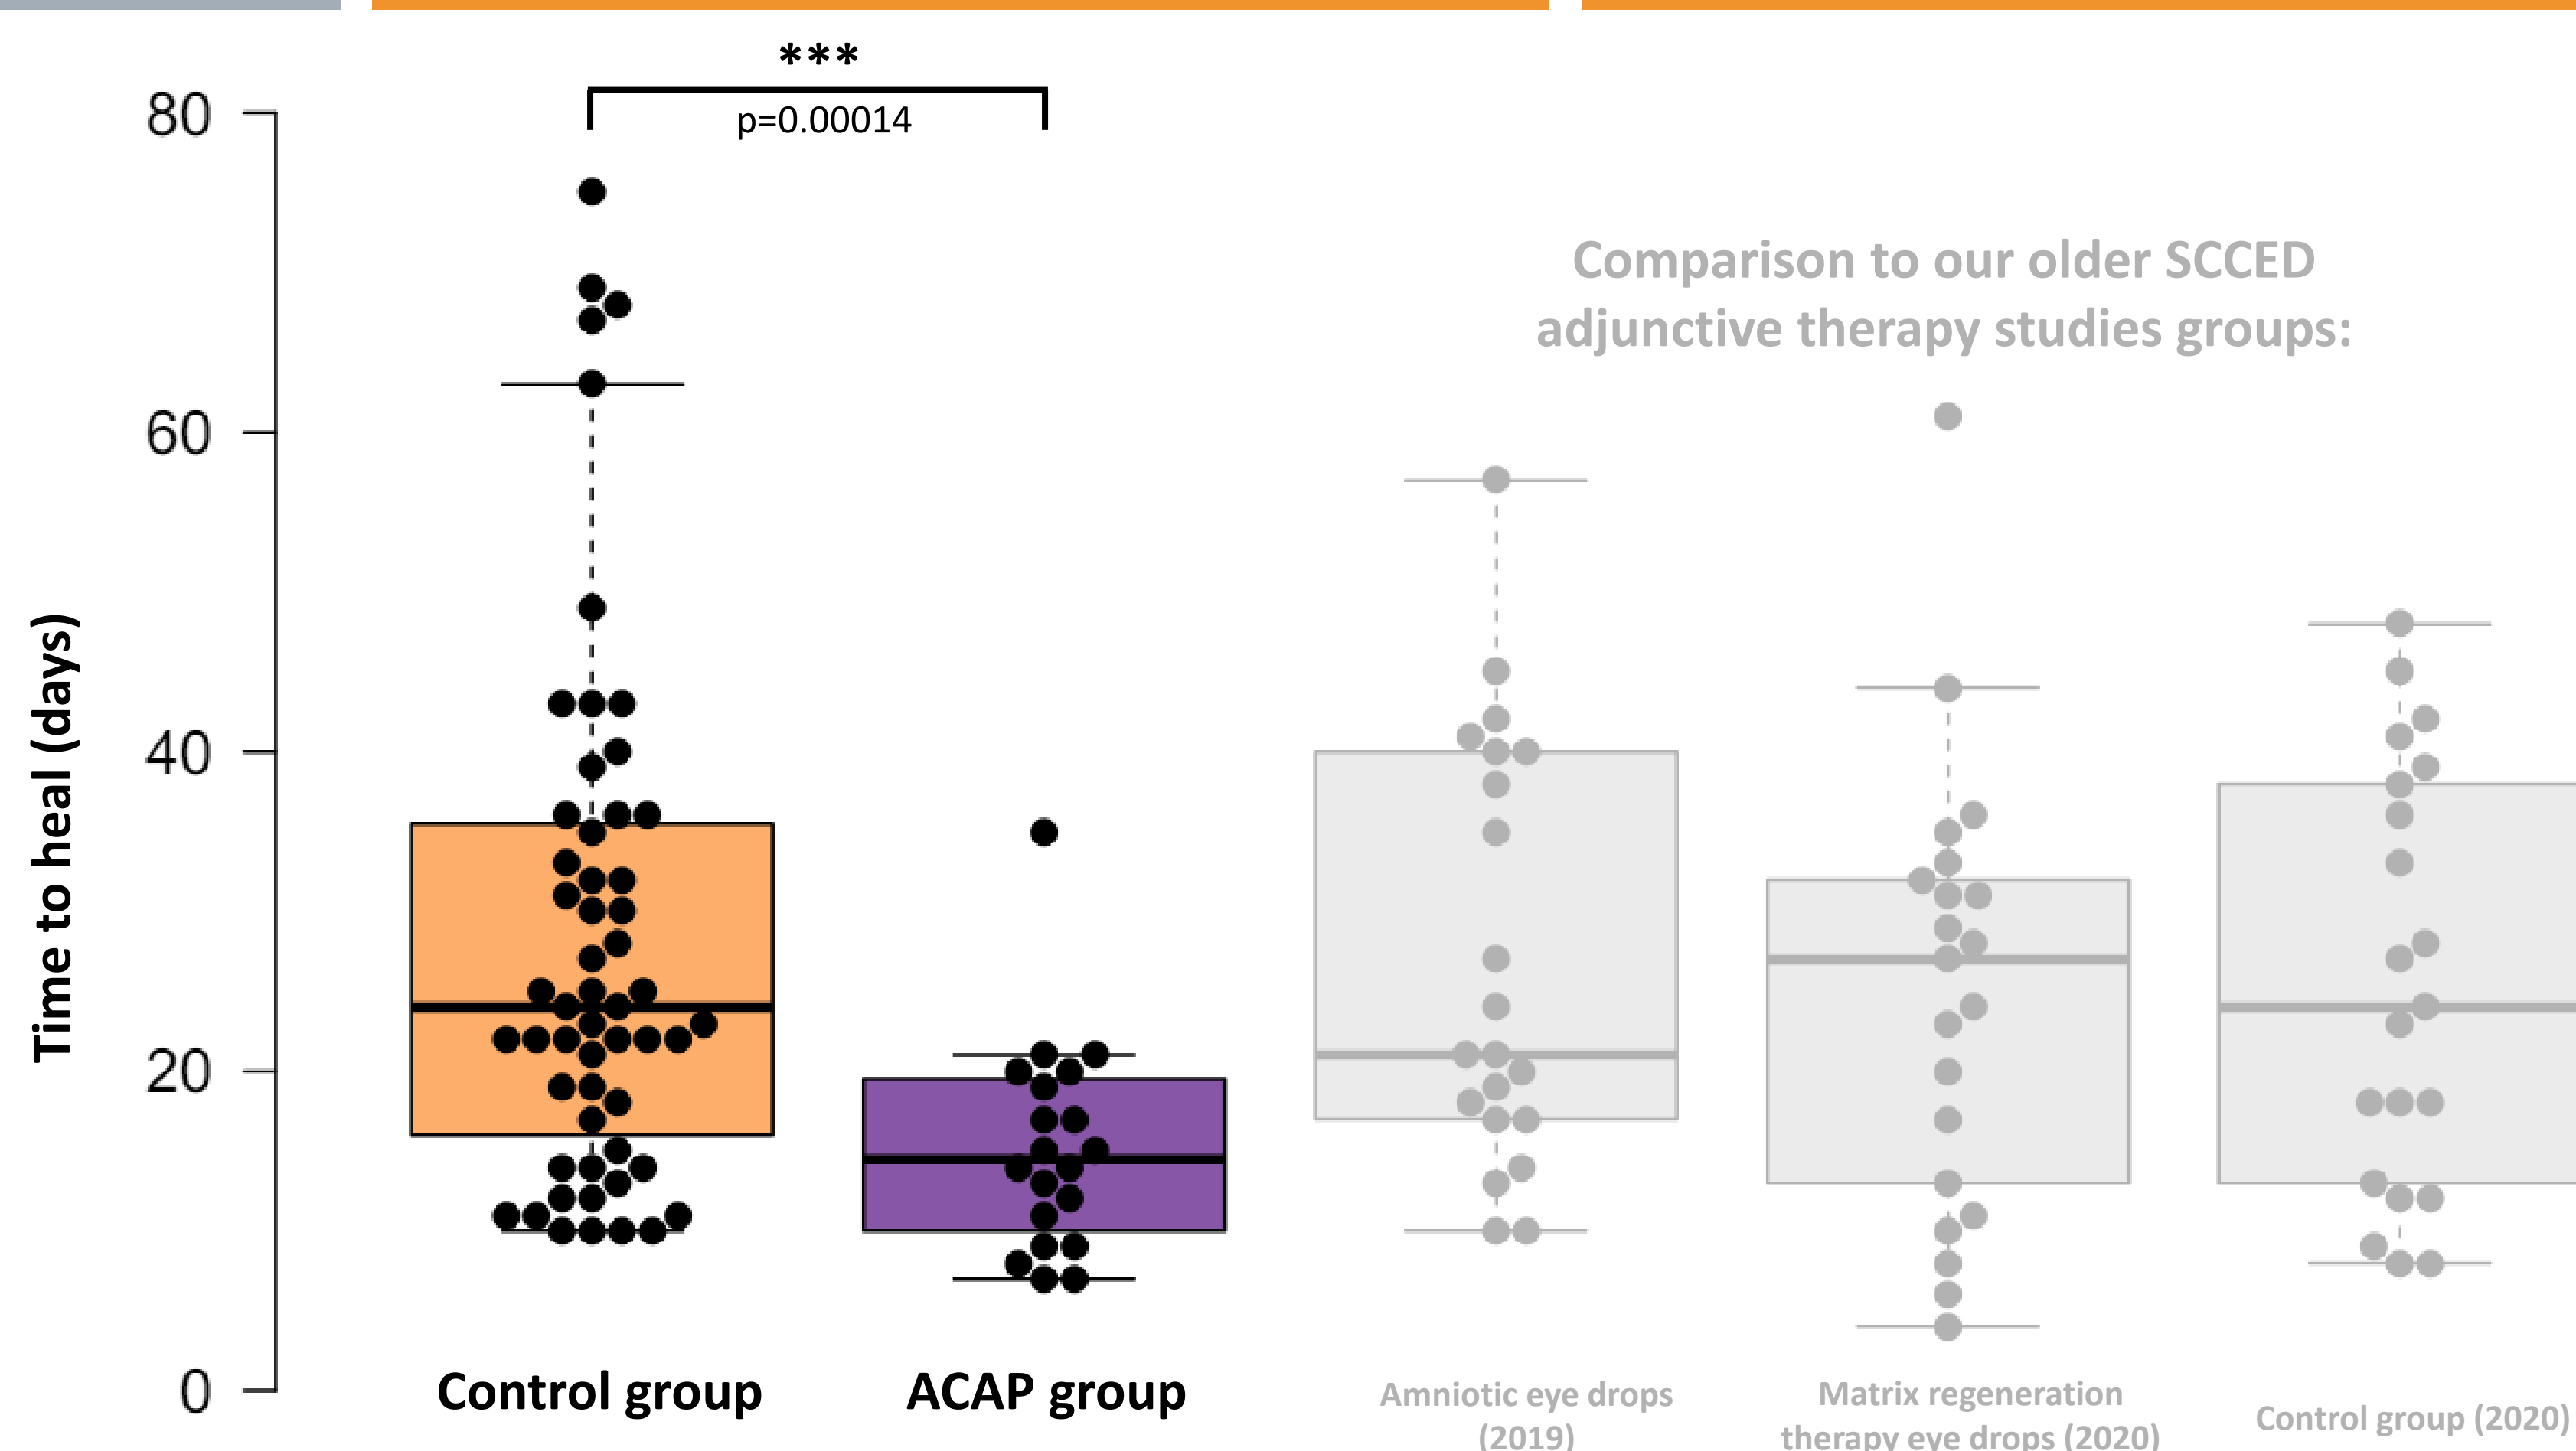 ***
p=0.00014
80
60
40
20
0
Time to heal (days)
Comparison to our older SCCED
adjunctive therapy studies groups:
Control group
ACAP group
Amniotic eye drops
(2019)
Matrix regeneration
therapy eye drops (2020)
Control group (2020)